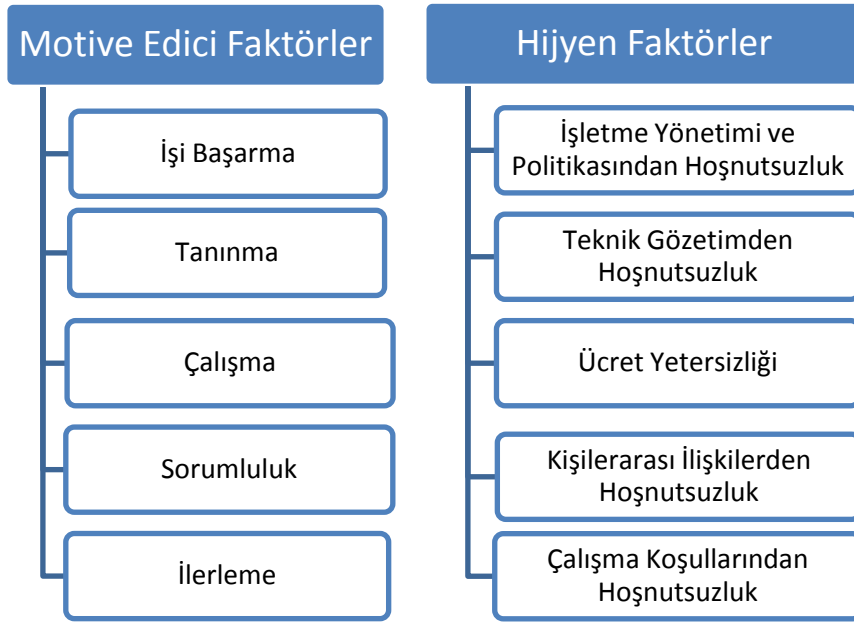 Motive Edici Faktörler
İşi Başarma
Tanınma
Çalışma
Sorumluluk
İlerleme
Hijyen Faktörler
İşletme Yönetimi ve
Politikasından Hoşnutsuzluk
Teknik Gözetimden
Hoşnutsuzluk
Ücret Yetersizliği
Kişilerarası İlişkilerden
Hoşnutsuzluk
Çalışma Koşullarından
Hoşnutsuzluk